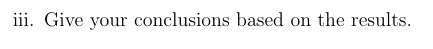 iii. Give your conclusions based on the results.